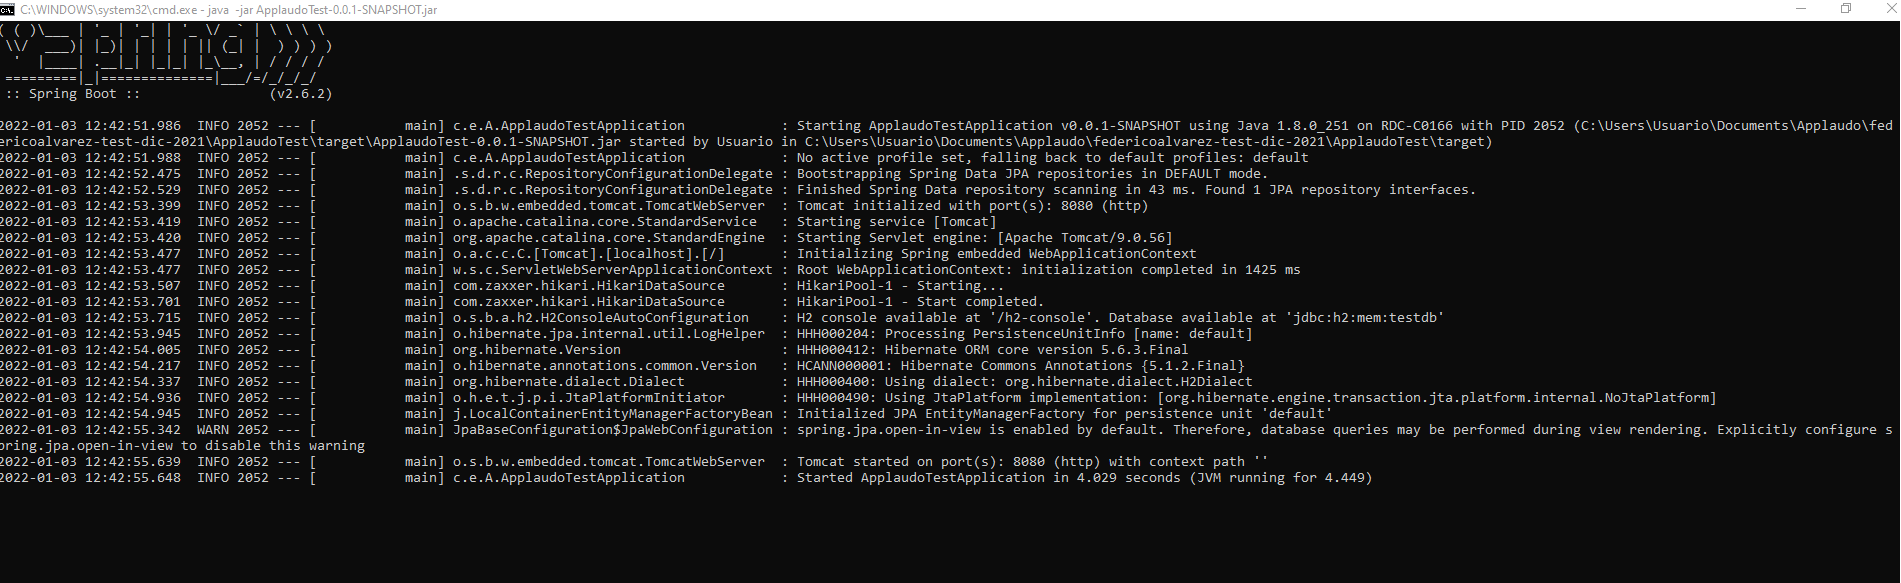 C:\WINDOWS\system32\cmd.exe - java  -jar ApplaudoTest-0.0.1-SNAPSHOT.jar
( ( )\___ | '_ | '_| | '_ \/ _` | \ \ \ \
 \\/  ___)| |_)| | | | | || (_| |  ) ) ) )
  '  |____| .__|_| |_|_| |_\__, | / / / /
 =========|_|==============|___/=/_/_/_/
 :: Spring Boot ::                (v2.6.2)
2022-01-03 12:42:51.986  INFO 2052 --- [           main] c.e.A.ApplaudoTestApplication            : Starting ApplaudoTestApplication v0.0.1-SNAPSHOT using Java 1.8.0_251 on RDC-C0166 with PID 2052 (C:\Users\Usuario\Documents\Applaudo\fed
ericoalvarez-test-dic-2021\ApplaudoTest\target\ApplaudoTest-0.0.1-SNAPSHOT.jar started by Usuario in C:\Users\Usuario\Documents\Applaudo\federicoalvarez-test-dic-2021\ApplaudoTest\target)
2022-01-03 12:42:51.988  INFO 2052 --- [           main] c.e.A.ApplaudoTestApplication            : No active profile set, falling back to default profiles: default
2022-01-03 12:42:52.475  INFO 2052 --- [           main] .s.d.r.c.RepositoryConfigurationDelegate : Bootstrapping Spring Data JPA repositories in DEFAULT mode.
2022-01-03 12:42:52.529  INFO 2052 --- [           main] .s.d.r.c.RepositoryConfigurationDelegate : Finished Spring Data repository scanning in 43 ms. Found 1 JPA repository interfaces.
2022-01-03 12:42:53.399  INFO 2052 --- [           main] o.s.b.w.embedded.tomcat.TomcatWebServer  : Tomcat initialized with port(s): 8080 (http)
2022-01-03 12:42:53.419  INFO 2052 --- [           main] o.apache.catalina.core.StandardService   : Starting service [Tomcat]
2022-01-03 12:42:53.420  INFO 2052 --- [           main] org.apache.catalina.core.StandardEngine  : Starting Servlet engine: [Apache Tomcat/9.0.56]
2022-01-03 12:42:53.477  INFO 2052 --- [           main] o.a.c.c.C.[Tomcat].[localhost].[/]       : Initializing Spring embedded WebApplicationContext
2022-01-03 12:42:53.477  INFO 2052 --- [           main] w.s.c.ServletWebServerApplicationContext : Root WebApplicationContext: initialization completed in 1425 ms
2022-01-03 12:42:53.507  INFO 2052 --- [           main] com.zaxxer.hikari.HikariDataSource       : HikariPool-1 - Starting...
2022-01-03 12:42:53.701  INFO 2052 --- [           main] com.zaxxer.hikari.HikariDataSource       : HikariPool-1 - Start completed.
2022-01-03 12:42:53.715  INFO 2052 --- [           main] o.s.b.a.h2.H2ConsoleAutoConfiguration    : H2 console available at '/h2-console'. Database available at 'jdbc:h2:mem:testdb'
2022-01-03 12:42:53.945  INFO 2052 --- [           main] o.hibernate.jpa.internal.util.LogHelper  : HHH000204: Processing PersistenceUnitInfo [name: default]
2022-01-03 12:42:54.005  INFO 2052 --- [           main] org.hibernate.Version                    : HHH000412: Hibernate ORM core version 5.6.3.Final
2022-01-03 12:42:54.217  INFO 2052 --- [           main] o.hibernate.annotations.common.Version   : HCANN000001: Hibernate Commons Annotations {5.1.2.Final}
2022-01-03 12:42:54.337  INFO 2052 --- [           main] org.hibernate.dialect.Dialect            : HHH000400: Using dialect: org.hibernate.dialect.H2Dialect
2022-01-03 12:42:54.936  INFO 2052 --- [           main] o.h.e.t.j.p.i.JtaPlatformInitiator       : HHH000490: Using JtaPlatform implementation: [org.hibernate.engine.transaction.jta.platform.internal.NoJtaPlatform]
2022-01-03 12:42:54.945  INFO 2052 --- [           main] j.LocalContainerEntityManagerFactoryBean : Initialized JPA EntityManagerFactory for persistence unit 'default'
2022-01-03 12:42:55.342  WARN 2052 --- [           main] JpaBaseConfiguration$JpaWebConfiguration : spring.jpa.open-in-view is enabled by default. Therefore, database queries may be performed during view rendering. Explicitly configure s
pring.jpa.open-in-view to disable this warning
2022-01-03 12:42:55.639  INFO 2052 --- [           main] o.s.b.w.embedded.tomcat.TomcatWebServer  : Tomcat started on port(s): 8080 (http) with context path ''
2022-01-03 12:42:55.648  INFO 2052 --- [           main] c.e.A.ApplaudoTestApplication            : Started ApplaudoTestApplication in 4.029 seconds (JVM running for 4.449)